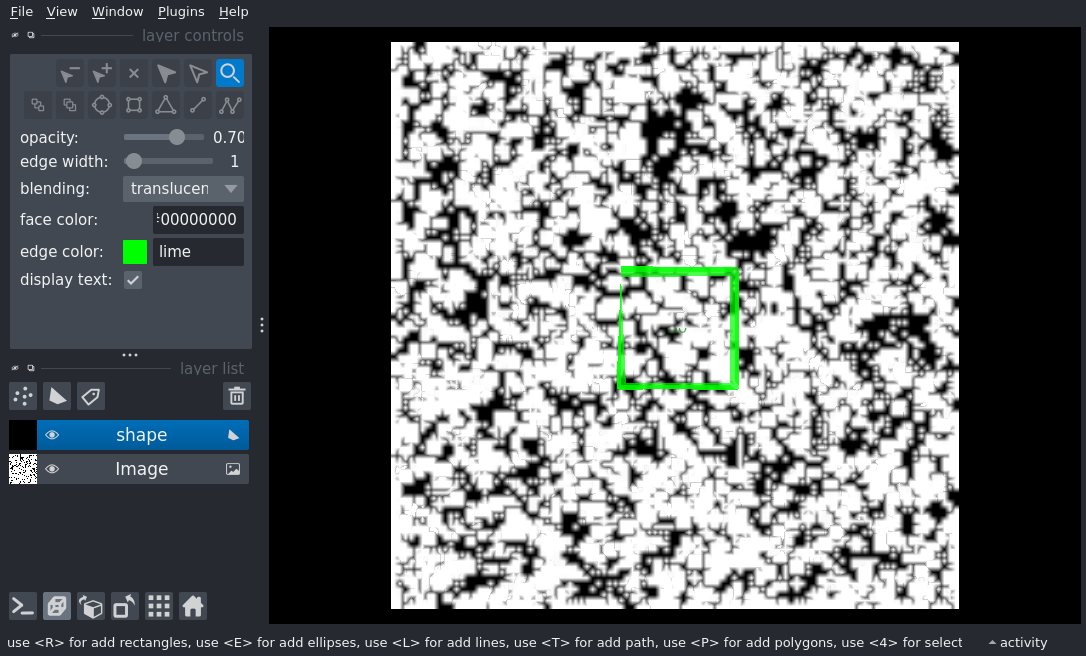 File View Window Plugins Help
layer controls
opacity: 0.70
edge width: 1
blending: translucen
face color: 00000000
edge color: lime
display text:
layer list
shape
Image
use <R> for add rectangles, use <E> for add ellipses, use <L> for add lines, use <T> for add path, use <P> for add polygons, use <4> for select
activity